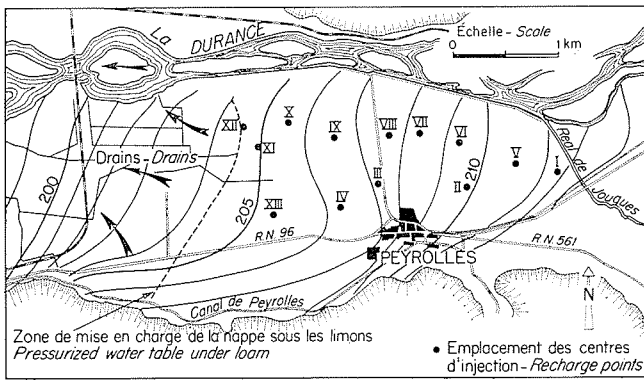 La DURANCE
Échelle - Scale
0 1 km
XII
X
IX
VIII
VII
VI
V
I
XI
III
II
210
Real de Jouques
Drains - Drains
200
205
XIII
IV
R.N. 96
R.N. 561
PEYROLLES
Canal de Peyrolles
N
Zone de mise en charge de la nappe sous les limons
Pressurized water table under loam
• Emplacement des centres
d'injection - Recharge points